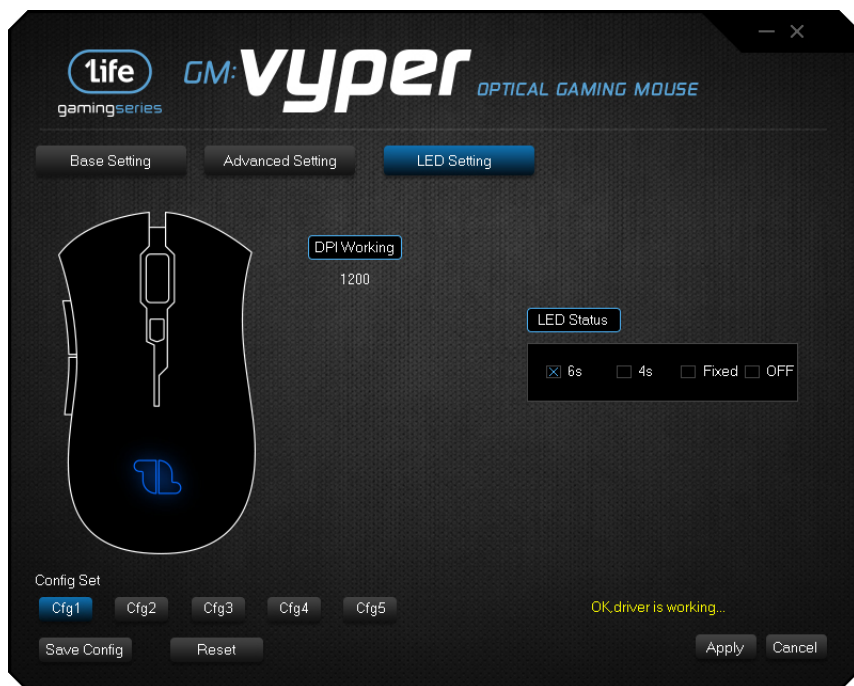 1life
gamingseries
GM: vyper OPTICAL GAMING MOUSE
Base Setting Advanced Setting LED Setting
DPI Working
1200
LED Status
6s 4s Fixed OFF
Config Set
Cfg1 Cfg2 Cfg3 Cfg4 Cfg5
OK,driver is working...
Save Config Reset Apply Cancel